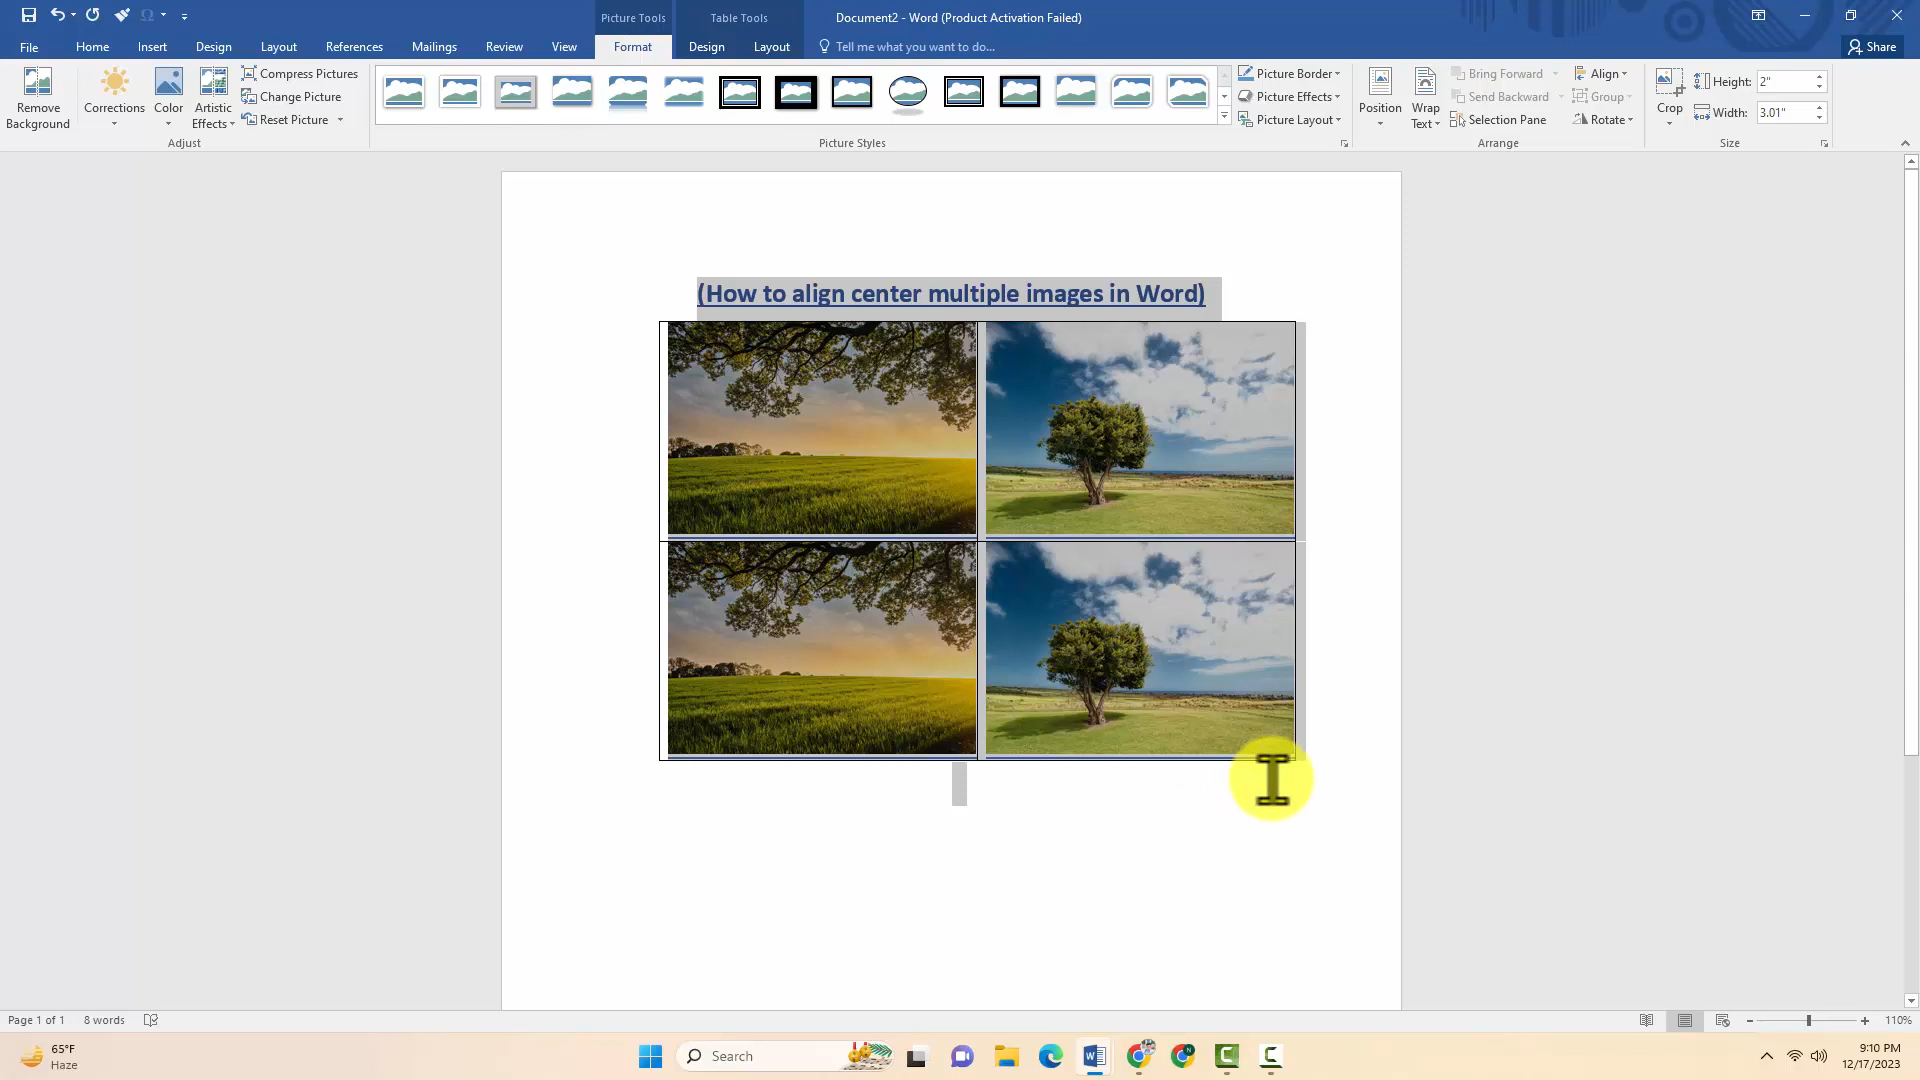 Picture Tools
Table Tools
Document2 - Word (Product Activation Failed)
File
Home
Insert
Design
Layout
References
Mailings
Review
View
Format
Design
Layout
Tell me what you want to do...
Share
Remove Background
Corrections
Color
Artistic Effects
Compress Pictures
Change Picture
Reset Picture
Adjust
Picture Styles
Picture Border
Picture Effects
Picture Layout
Position
Wrap Text
Bring Forward
Send Backward
Selection Pane
Align
Group
Rotate
Arrange
Crop
Height: 2"
Width: 3.01"
Size
(How to align center multiple images in Word)
Page 1 of 1
8 words
110%
65°F
Haze
Search
9:10 PM
12/17/2023